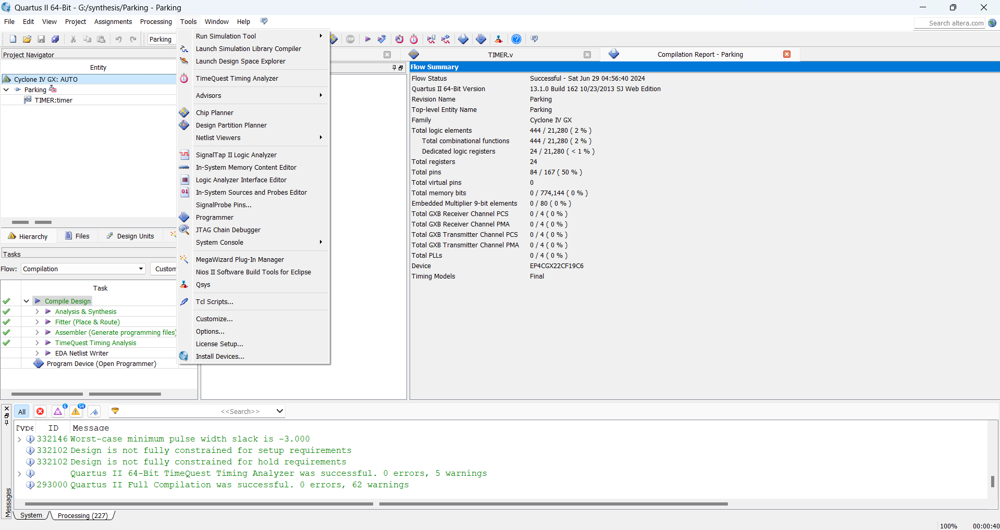 Quartus II 64-Bit - G:/synthesis/Parking - Parking
File Edit View Project Assignments Processing Tools Window Help
Search altera.com
Parking
Run Simulation Tool
Launch Simulation Library Compiler
Launch Design Space Explorer
TimeQuest Timing Analyzer
Advisors
Chip Planner
Design Partition Planner
Netlist Viewers
SignalTap II Logic Analyzer
In-System Memory Content Editor
Logic Analyzer Interface Editor
In-System Sources and Probes Editor
SignalProbe Pins...
Programmer
JTAG Chain Debugger
System Console
MegaWizard Plug-In Manager
Nios II Software Build Tools for Eclipse
Qsys
Tcl Scripts...
Customize...
Options...
License Setup...
Install Devices...
Project Navigator
Entity
Cyclone IV GX: AUTO
Parking
TIMER:timer
Hierarchy Files Design Units
Tasks
Flow: Compilation Custom
Task
Compile Design
Analysis & Synthesis
Fitter (Place & Route)
Assembler (Generate programming files)
TimeQuest Timing Analysis
EDA Netlist Writer
Program Device (Open Programmer)
TIMER.v
Compilation Report - Parking
Flow Summary
Flow Status Successful - Sat Jun 29 04:56:40 2024
Quartus II 64-Bit Version 13.1.0 Build 162 10/23/2013 SJ Web Edition
Revision Name Parking
Top-level Entity Name Parking
Family Cyclone IV GX
Total logic elements 444 / 21,280 ( 2 % )
Total combinational functions 444 / 21,280 ( 2 % )
Dedicated logic registers 24 / 21,280 ( < 1 % )
Total registers 24
Total pins 84 / 167 ( 50 % )
Total virtual pins 0
Total memory bits 0 / 774,144 ( 0 % )
Embedded Multiplier 9-bit elements 0 / 80 ( 0 % )
Total GXB Receiver Channel PCS 0 / 4 ( 0 % )
Total GXB Receiver Channel PMA 0 / 4 ( 0 % )
Total GXB Transmitter Channel PCS 0 / 4 ( 0 % )
Total GXB Transmitter Channel PMA 0 / 4 ( 0 % )
Total PLLs 0 / 4 ( 0 % )
Device EP4CGX22CF19C6
Timing Models Final
All 6 54 <<Search>>
Type ID Message
332146 Worst-case minimum pulse width slack is -3.000
332102 Design is not fully constrained for setup requirements
332102 Design is not fully constrained for hold requirements
Quartus II 64-Bit TimeQuest Timing Analyzer was successful. 0 errors, 5 warnings
293000 Quartus II Full Compilation was successful. 0 errors, 62 warnings
Messages
System Processing (227)
100% 00:00:40